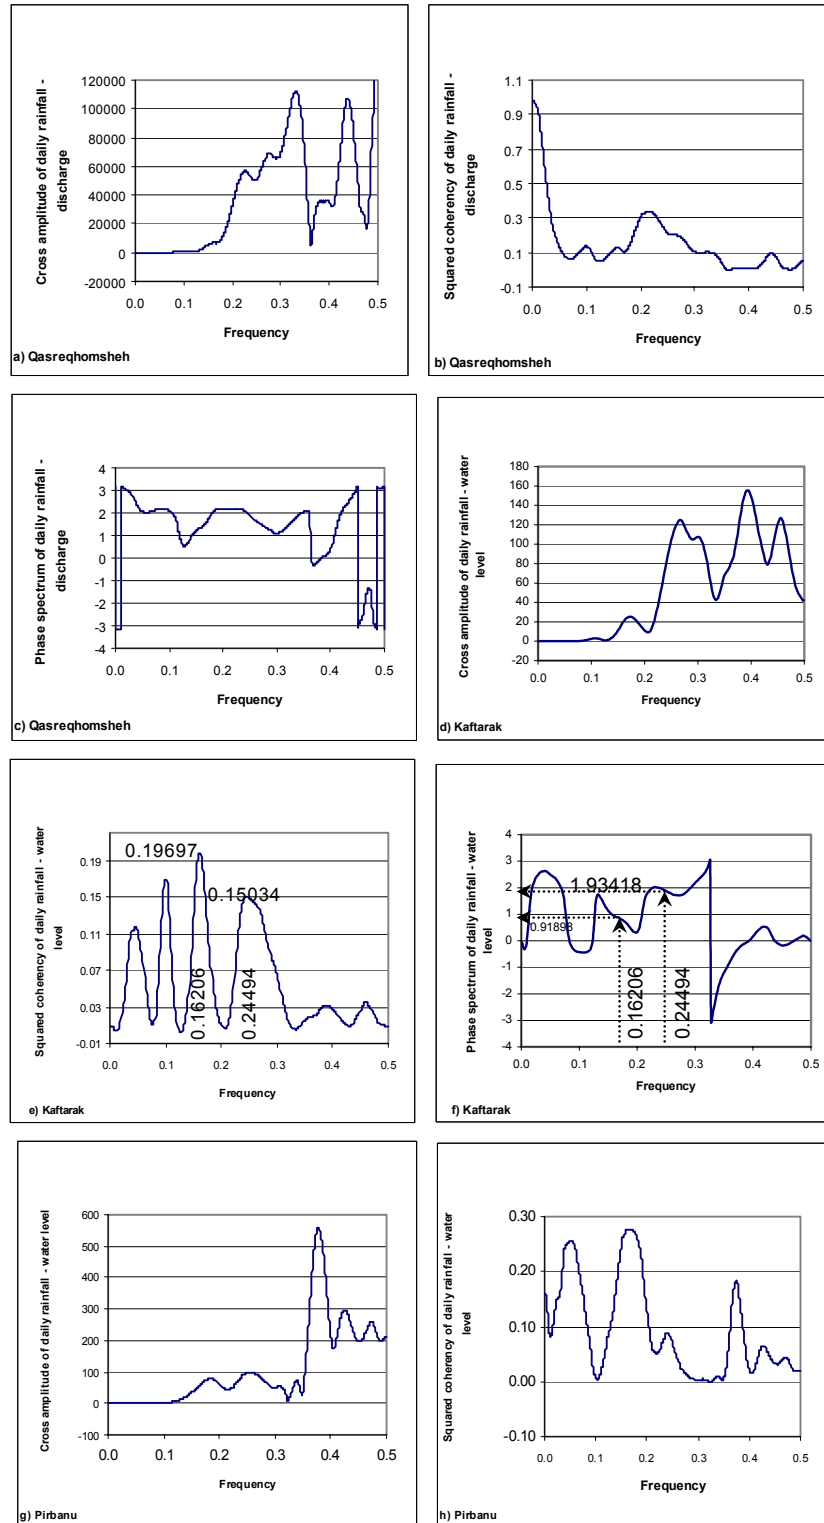 Cross amplitude of daily rainfall -
discharge
120000
100000
80000
60000
40000
20000
0
-20000
0.0 0.1 0.2 0.3 0.4 0.5
Frequency
a) Qasreqhomsheh
Squared coherency of daily rainfall -
discharge
1.1
0.9
0.7
0.5
0.3
0.1
-0.1
0.0 0.1 0.2 0.3 0.4 0.5
Frequency
b) Qasreqhomsheh
Phase spectrum of daily rainfall -
discharge
4
3
2
1
0
-1
-2
-3
-4
0.0 0.1 0.2 0.3 0.4 0.5
Frequency
c) Qasreqhomsheh
Cross amplitude of daily rainfall - water
level
180
160
140
120
100
80
60
40
20
0
-20
0.0 0.1 0.2 0.3 0.4 0.5
Frequency
d) Kaftarak
Squared coherency of daily rainfall - water
level
0.19
0.15
0.11
0.07
0.03
-0.01
0.19697
0.15034
0.16206
0.24494
0.0 0.1 0.2 0.3 0.4 0.5
Frequency
e) Kaftarak
Phase spectrum of daily rainfall - water
level
4
3
2
1
0
-1
-2
-3
-4
1.93418
0.91893
0.16206
0.24494
0.0 0.1 0.2 0.3 0.4 0.5
Frequency
f) Kaftarak
Cross amplitude of daily rainfall - water level
600
500
400
300
200
100
0
-100
0.0 0.1 0.2 0.3 0.4 0.5
Frequency
g) Pirbanu
Squared coherency of daily rainfall - water
level
0.30
0.20
0.10
0.00
-0.10
0.0 0.1 0.2 0.3 0.4 0.5
Frequency
h) Pirbanu